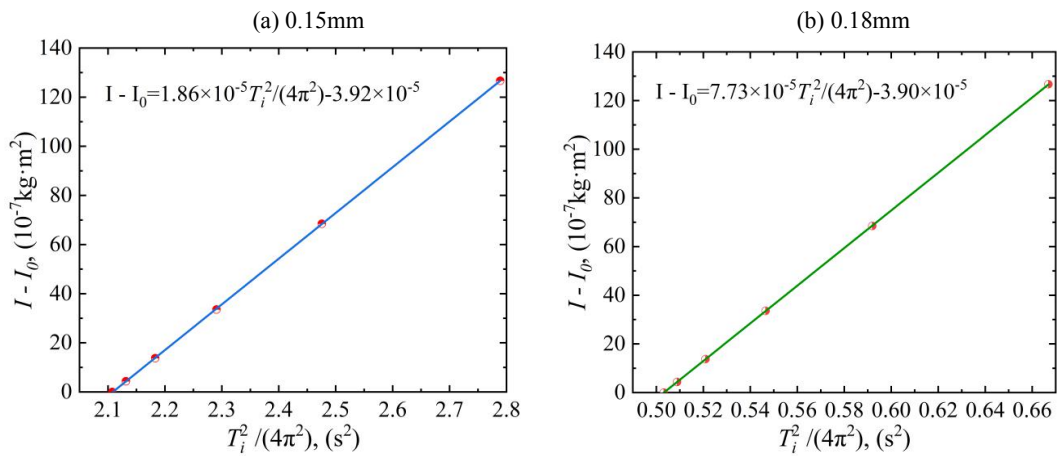 (a) 0.15mm
I - I₀=1.86×10⁻⁵Tᵢ²/(4π²)-3.92×10⁻⁵
I - I₀, (10⁻⁷kg·m²)
140
120
100
80
60
40
20
0
2.1 2.2 2.3 2.4 2.5 2.6 2.7 2.8
Tᵢ²/(4π²), (s²)
(b) 0.18mm
I - I₀=7.73×10⁻⁵Tᵢ²/(4π²)-3.90×10⁻⁵
I - I₀, (10⁻⁷kg·m²)
140
120
100
80
60
40
20
0
0.50 0.52 0.54 0.56 0.58 0.60 0.62 0.64 0.66
Tᵢ²/(4π²), (s²)